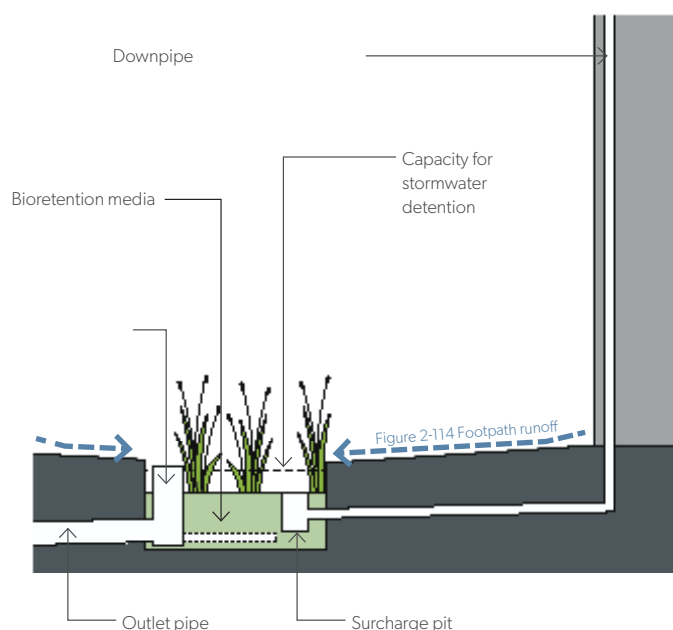 Downpipe
Capacity for
stormwater
detention
Bioretention media
Figure 2-114 Footpath runoff
Outlet pipe
Surcharge pit